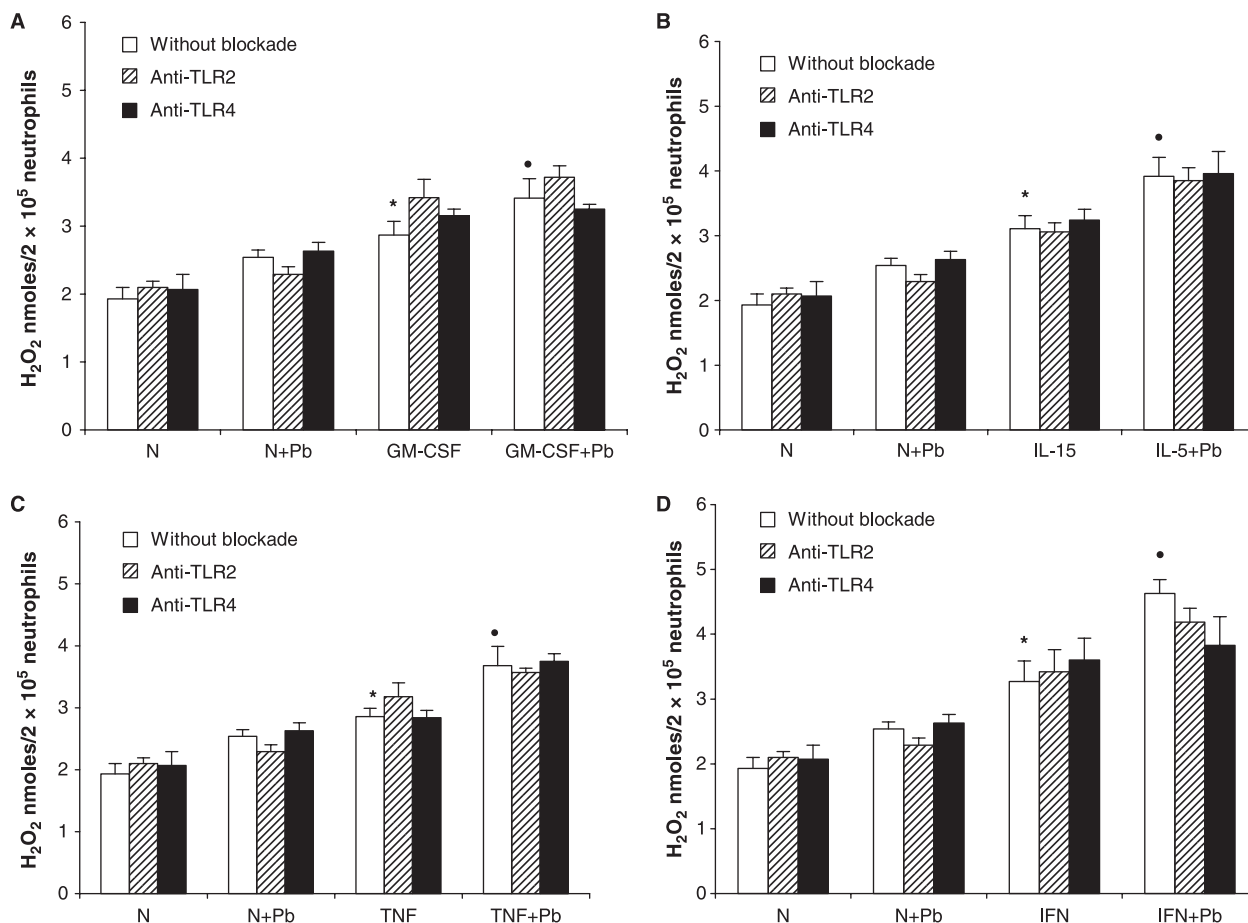 A
6
5
4
3
2
1
0
H₂O₂ nmoles/2 × 10⁵ neutrophils
Without blockade
Anti-TLR2
Anti-TLR4
*
•
N
N+Pb
GM-CSF
GM-CSF+Pb
B
6
5
4
3
2
1
0
H₂O₂ nmoles/2 × 10⁵ neutrophils
Without blockade
Anti-TLR2
Anti-TLR4
*
•
N
N+Pb
IL-15
IL-5+Pb
C
6
5
4
3
2
1
0
H₂O₂ nmoles/2 × 10⁵ neutrophils
Without blockade
Anti-TLR2
Anti-TLR4
*
•
N
N+Pb
TNF
TNF+Pb
D
6
5
4
3
2
1
0
H₂O₂ nmoles/2 × 10⁵ neutrophils
Without blockade
Anti-TLR2
Anti-TLR4
*
•
N
N+Pb
IFN
IFN+Pb